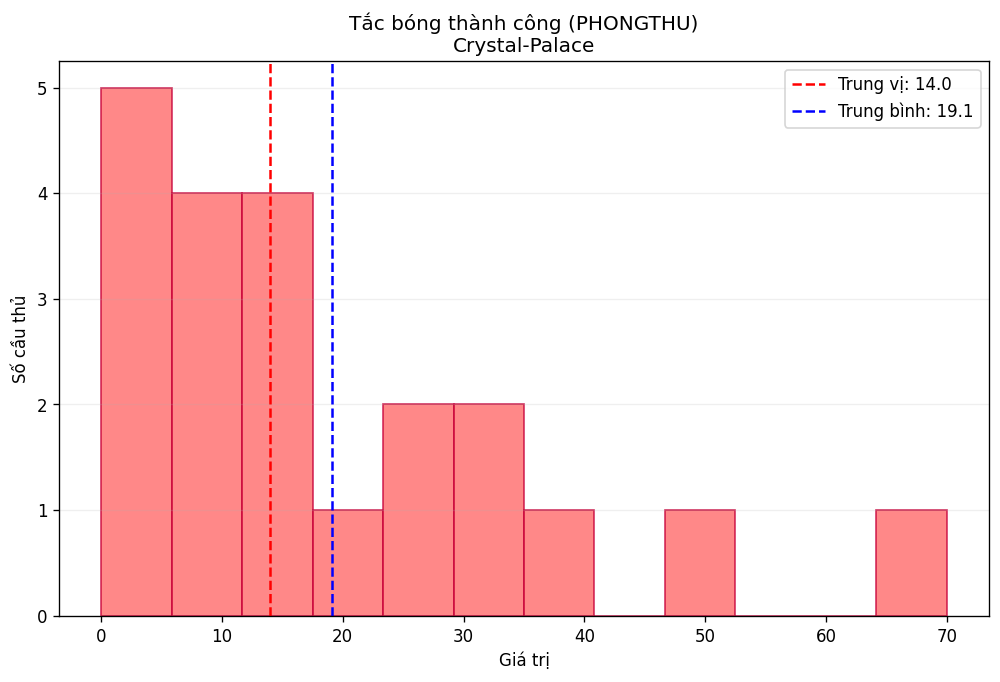 Tắc bóng thành công (PHONGTHU)
Crystal-Palace
Trung vị: 14.0
Trung bình: 19.1
Số cầu thủ
5
4
3
2
1
0
0 10 20 30 40 50 60 70
Giá trị